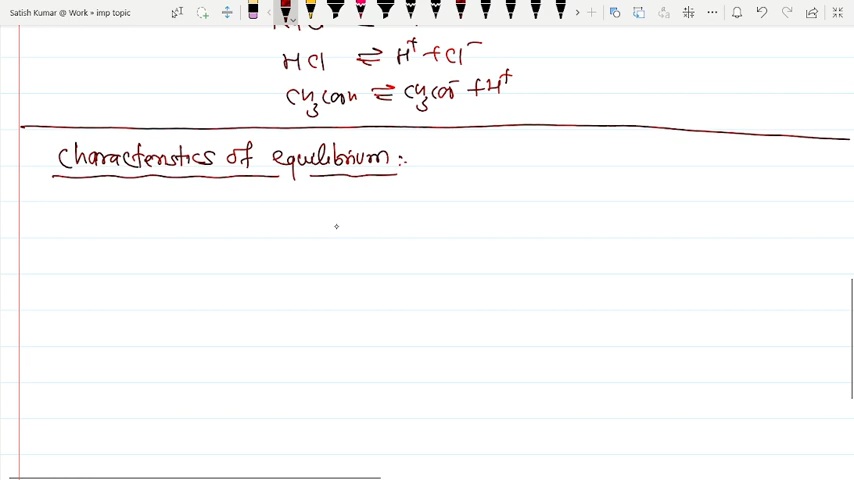 Satish Kumar @ Work » imp topic
HCl ⇌ H⁺ + Cl⁻
CH₃COOH ⇌ CH₃COO⁻ + H⁺
Characteristics of equilibrium :-